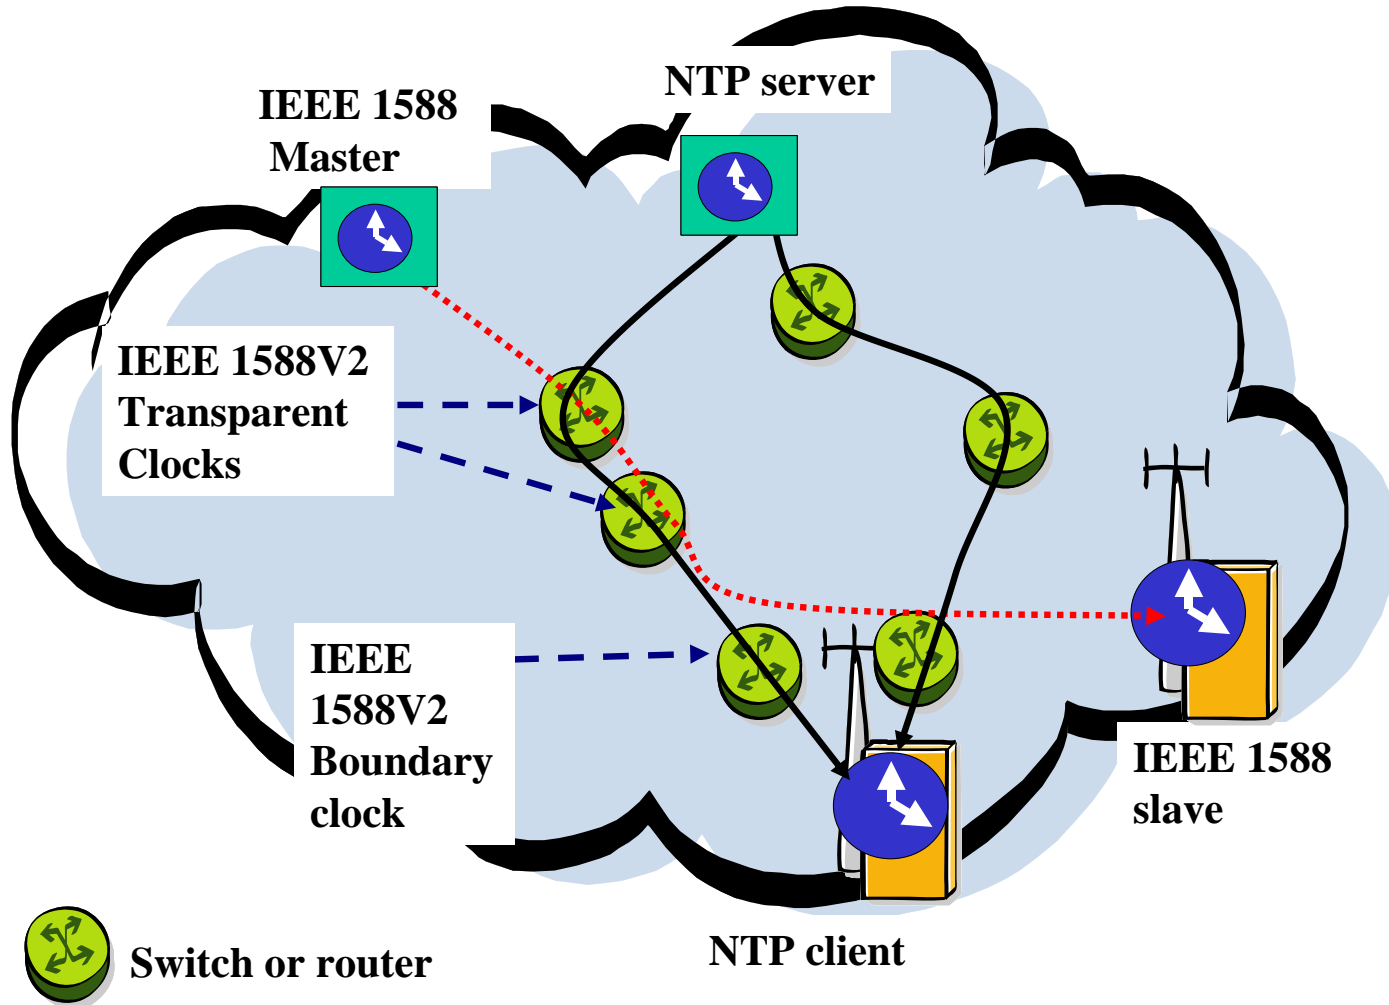 NTP server
IEEE 1588
Master
IEEE 1588V2
Transparent
Clocks
IEEE
1588V2
Boundary
clock
IEEE 1588
slave
NTP client
Switch or router